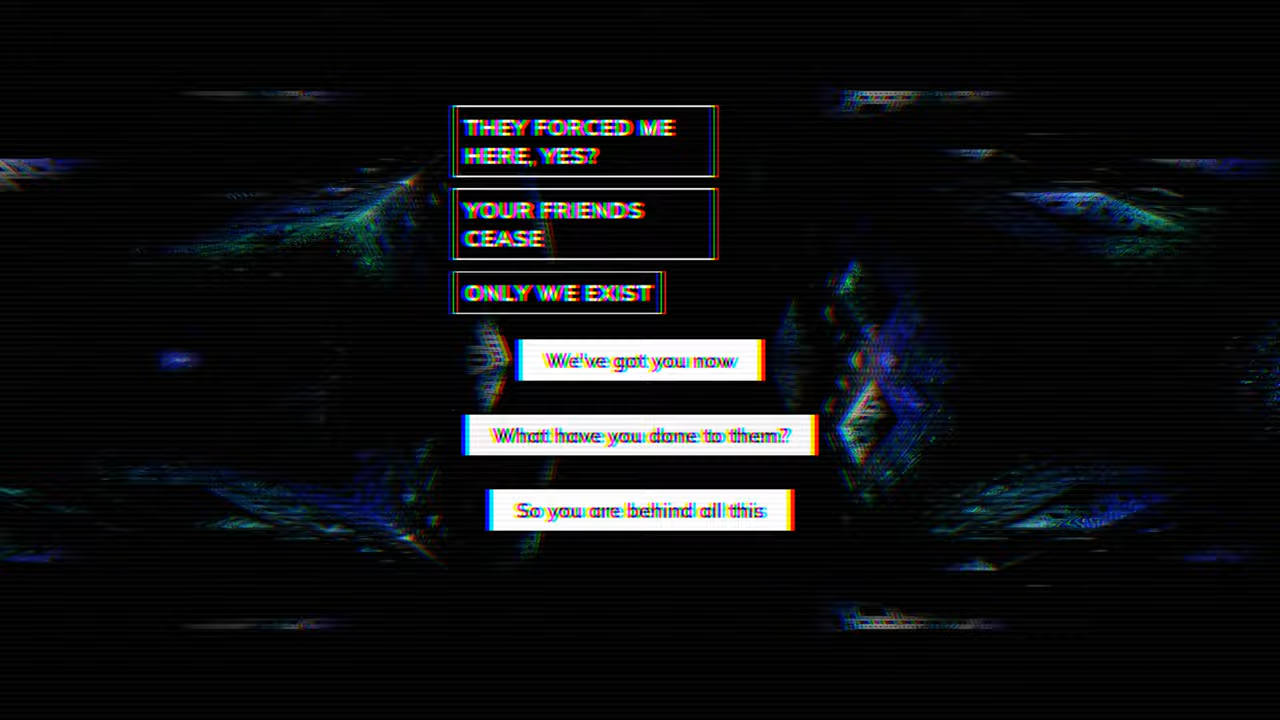 THEY FORCED ME
HERE, YES?
YOUR FRIENDS
CEASE
ONLY WE EXIST
We've got you now
What have you done to them?
So you are behind all this